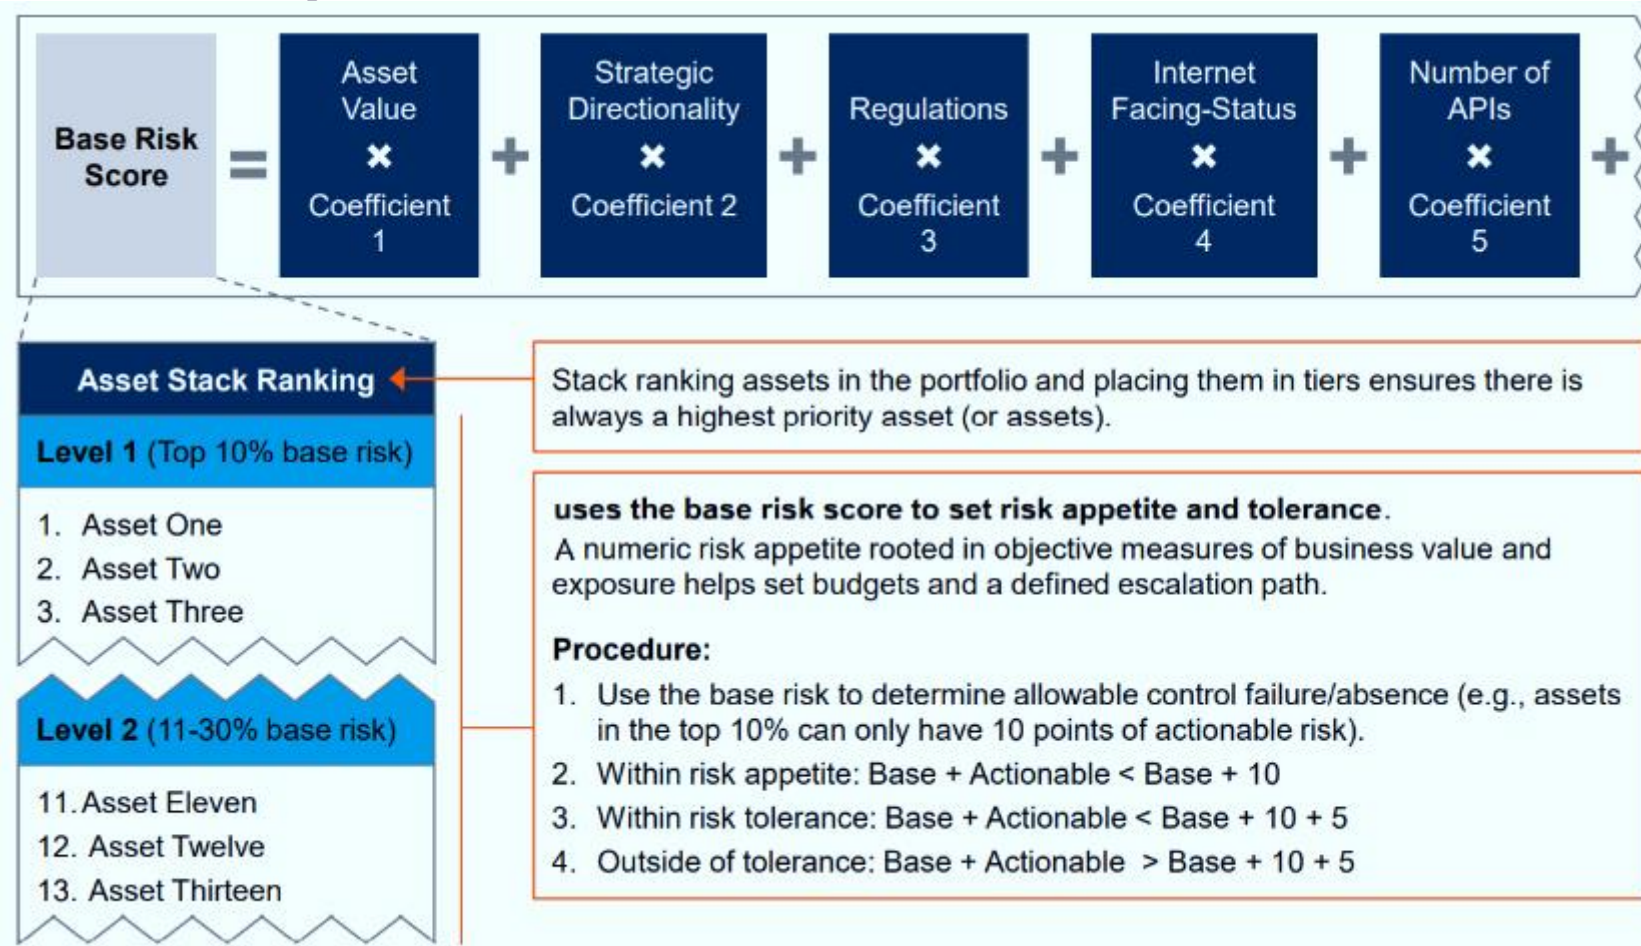 Base Risk
Score
=
Asset
Value
×
Coefficient
1
+
Strategic
Directionality
×
Coefficient 2
+
Regulations
×
Coefficient
3
+
Internet
Facing-Status
×
Coefficient
4
+
Number of
APIs
×
Coefficient
5
+
Asset Stack Ranking
Level 1 (Top 10% base risk)
1. Asset One
2. Asset Two
3. Asset Three
Level 2 (11-30% base risk)
11. Asset Eleven
12. Asset Twelve
13. Asset Thirteen
Stack ranking assets in the portfolio and placing them in tiers ensures there is
always a highest priority asset (or assets).
uses the base risk score to set risk appetite and tolerance.
A numeric risk appetite rooted in objective measures of business value and
exposure helps set budgets and a defined escalation path.
Procedure:
1. Use the base risk to determine allowable control failure/absence (e.g., assets
in the top 10% can only have 10 points of actionable risk).
2. Within risk appetite: Base + Actionable < Base + 10
3. Within risk tolerance: Base + Actionable < Base + 10 + 5
4. Outside of tolerance: Base + Actionable > Base + 10 + 5